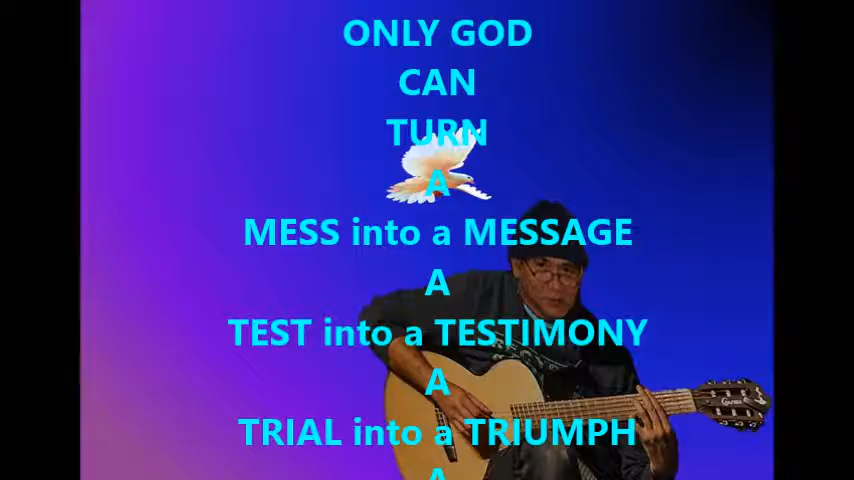 ONLY GOD
CAN
TURN
A
MESS into a MESSAGE
A
TEST into a TESTIMONY
A
TRIAL into a TRIUMPH
A